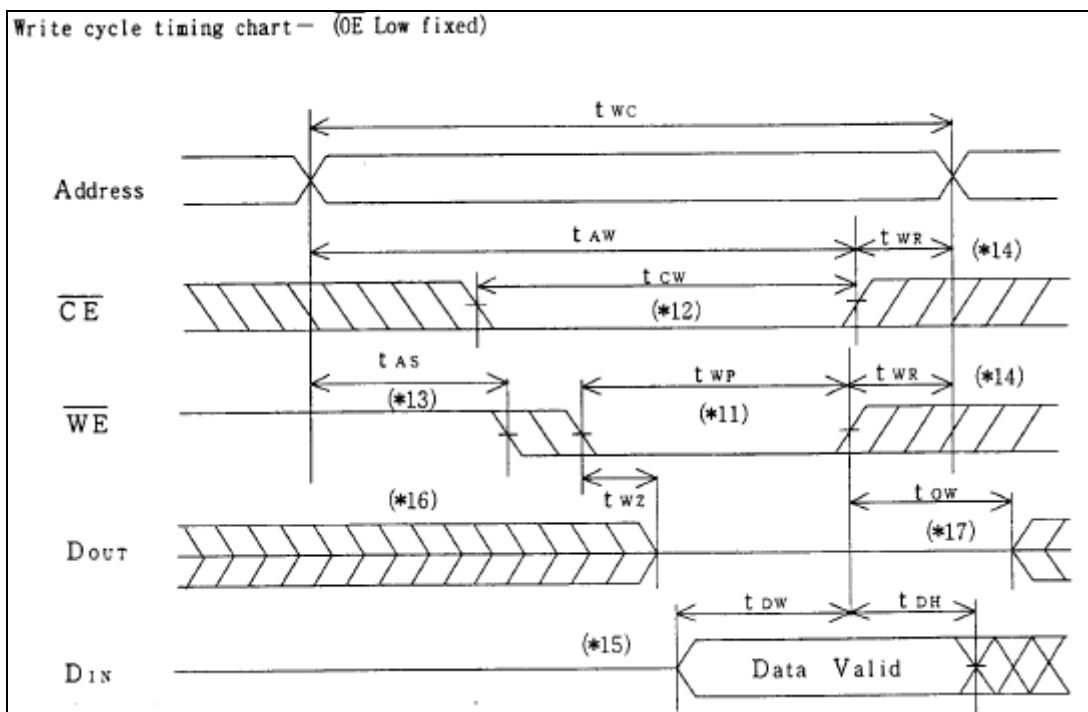 Write cycle timing chart— (OE Low fixed)
t WC
Address
t AW
t WR
(*14)
t CW
CE
(*12)
t AS
t WP
t WR
(*14)
(*13)
(*11)
WE
t WZ
t OW
(*16)
(*17)
DOUT
t DW
t DH
(*15)
DIN
Data Valid